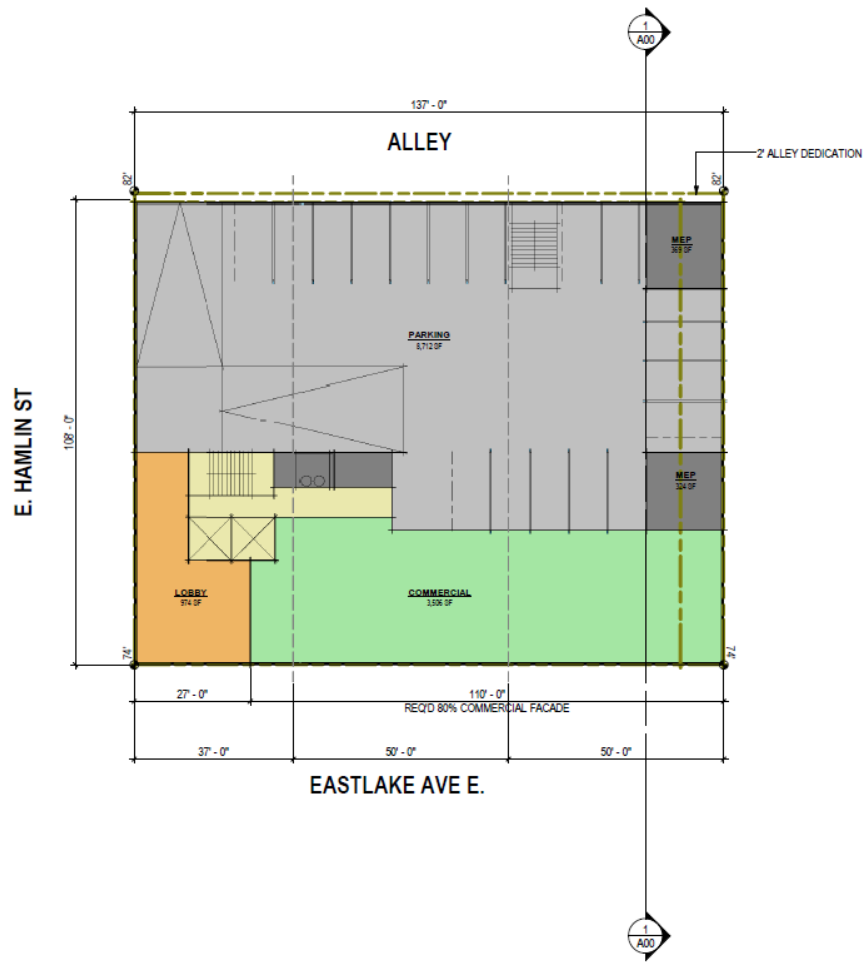 1
A00
137' - 0"
ALLEY
2' ALLEY DEDICATION
82'
82'
MEP
369 SF
PARKING
8,712 SF
E. HAMLIN ST
108' - 0"
MEP
324 SF
LOBBY
974 SF
COMMERCIAL
3,506 SF
74'
74'
27' - 0"
110' - 0"
REQ'D 80% COMMERCIAL FACADE
37' - 0"
50' - 0"
50' - 0"
EASTLAKE AVE E.
1
A00